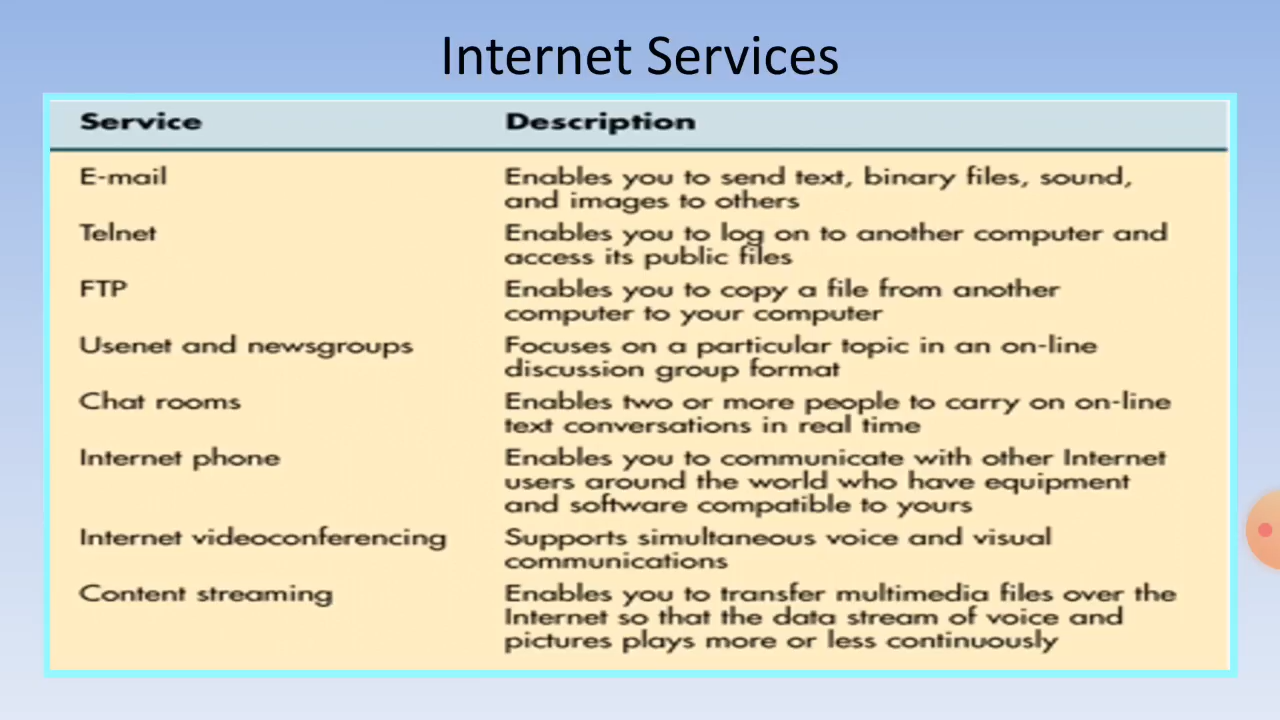 Internet Services
Service Description
E-mail Enables you to send text, binary files, sound,
and images to others
Telnet Enables you to log on to another computer and
access its public files
FTP Enables you to copy a file from another
computer to your computer
Usenet and newsgroups Focuses on a particular topic in an on-line
discussion group format
Chat rooms Enables two or more people to carry on on-line
text conversations in real time
Internet phone Enables you to communicate with other Internet
users around the world who have equipment
and software compatible to yours
Internet videoconferencing Supports simultaneous voice and visual
communications
Content streaming Enables you to transfer multimedia files over the
Internet so that the data stream of voice and
pictures plays more or less continuously